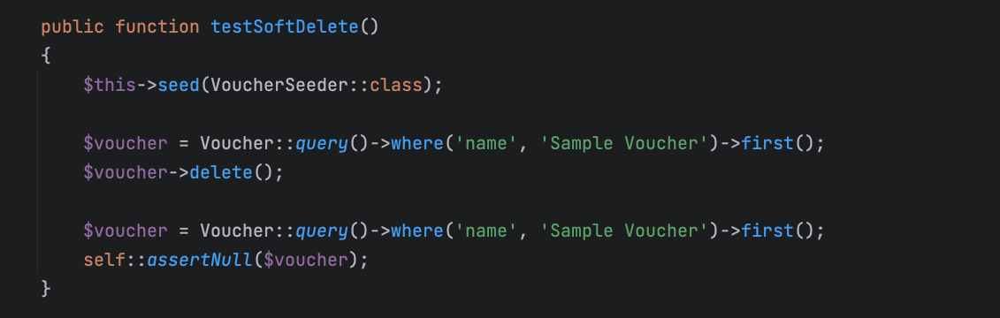 public function testSoftDelete()
{
    $this->seed(VoucherSeeder::class);
    $voucher = Voucher::query()->where('name', 'Sample Voucher')->first();
    $voucher->delete();
    $voucher = Voucher::query()->where('name', 'Sample Voucher')->first();
    self::assertNull($voucher);
}